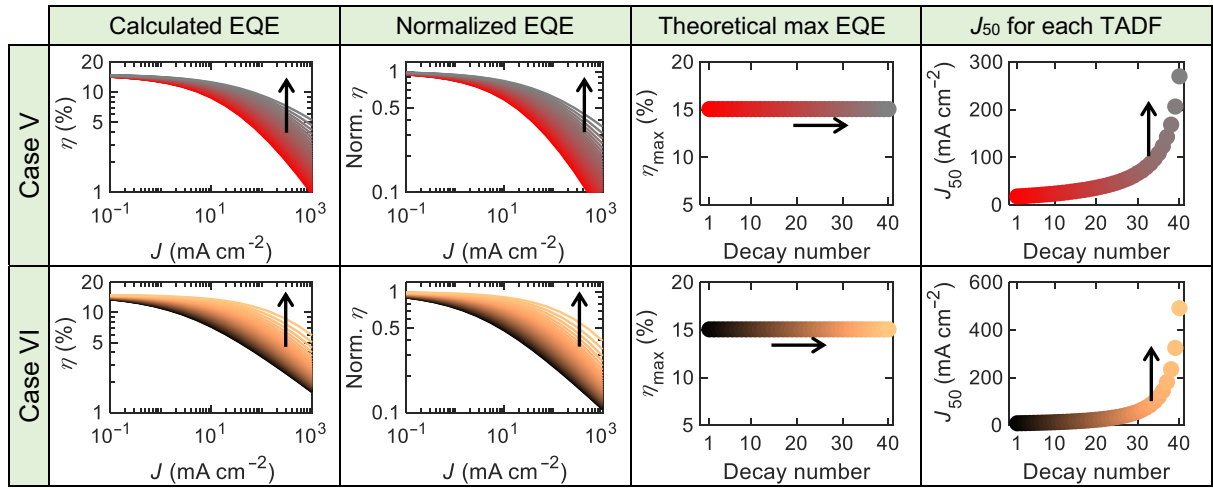 Calculated EQE
Normalized EQE
Theoretical max EQE
J50 for each TADF
Case V
η (%)
20
10
5
1
10−1
101
103
J (mA cm−2)
Norm. η
1
0.5
0.1
10−1
101
103
J (mA cm−2)
ηmax (%)
20
15
10
5
1
10
20
30
40
Decay number
J50 (mA cm−2)
300
200
100
0
1
10
20
30
40
Decay number
Case VI
η (%)
20
10
5
1
10−1
101
103
J (mA cm−2)
Norm. η
1
0.5
0.1
10−1
101
103
J (mA cm−2)
ηmax (%)
20
15
10
5
1
10
20
30
40
Decay number
J50 (mA cm−2)
600
400
200
0
1
10
20
30
40
Decay number